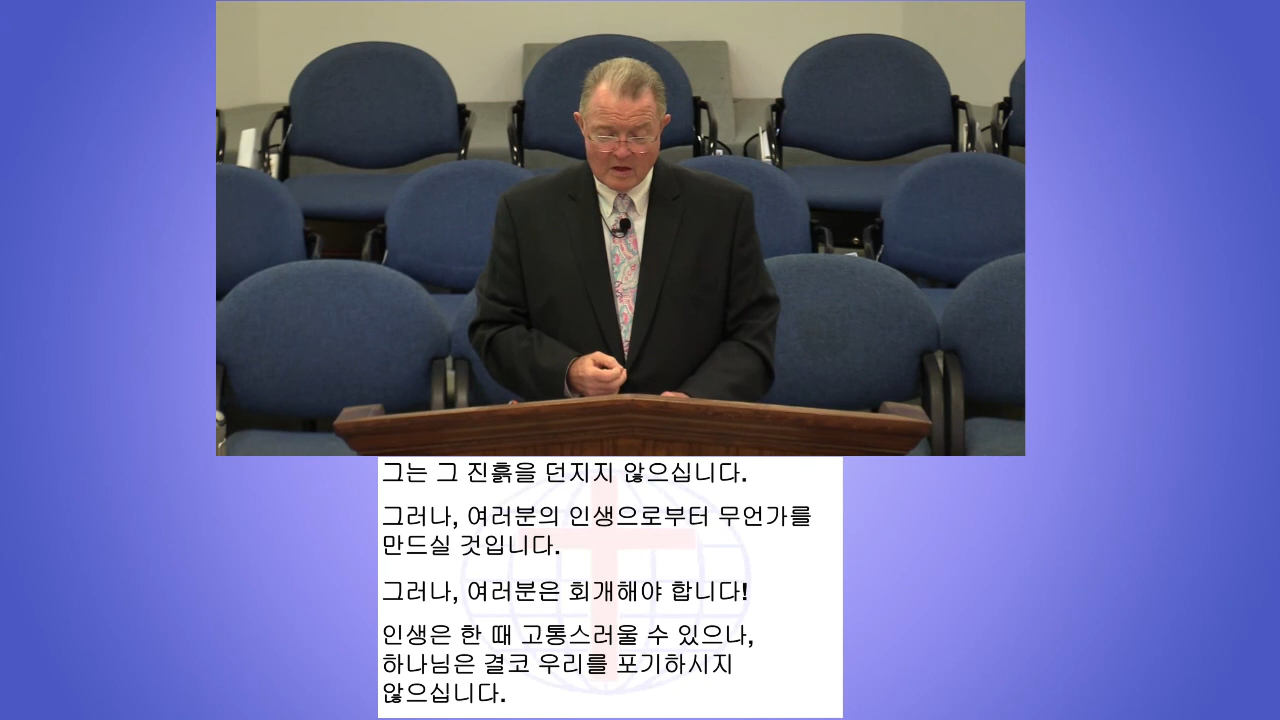 그는 그 진흙을 던지지 않으십니다.
그러나, 여러분의 인생으로부터 무언가를
만드실 것입니다.
그러나, 여러분은 회개해야 합니다!
인생은 한 때 고통스러울 수 있으나,
하나님은 결코 우리를 포기하시지
않으십니다.